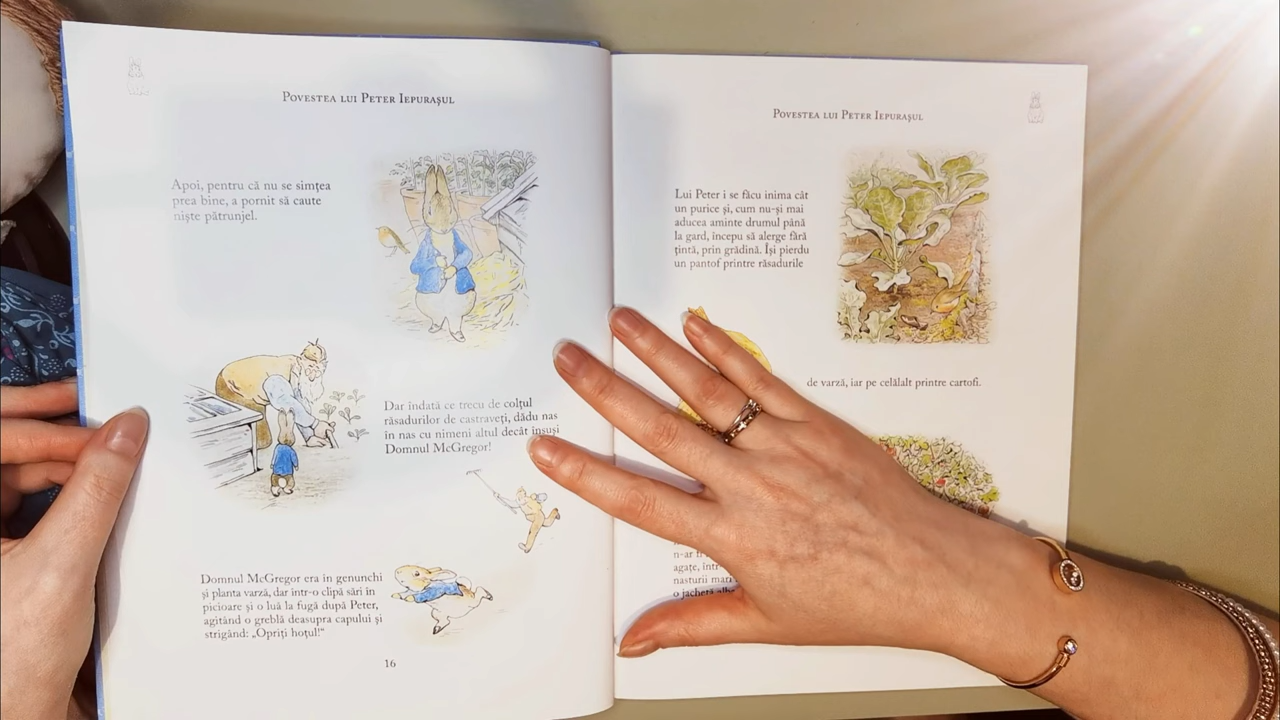 POVESTEA LUI PETER IEPURAȘUL
Apoi, pentru că nu se simțea
prea bine, a pornit să caute
niște pătrunjel.
Dar îndată ce trecu de colțul
răsadurilor de castraveți, dădu nas
în nas cu nimeni altul decât însuși
Domnul McGregor!
Domnul McGregor era în genunchi
și planta varză, dar într-o clipă sări în
picioare și o luă la fugă după Peter,
agitând o greblă deasupra capului și
strigând: „Opriți hoțul!”
16
POVESTEA LUI PETER IEPURAȘUL
Lui Peter i se făcu inima cât
un purice și, cum nu-și mai
aducea aminte drumul până
la gard, începu să alerge fără
țintă, prin grădină. Își pierdu
un pantof printre răsadurile
de varză, iar pe celălalt printre cartofi.
n-ar
agațe,
nasturii mari
o jachetă